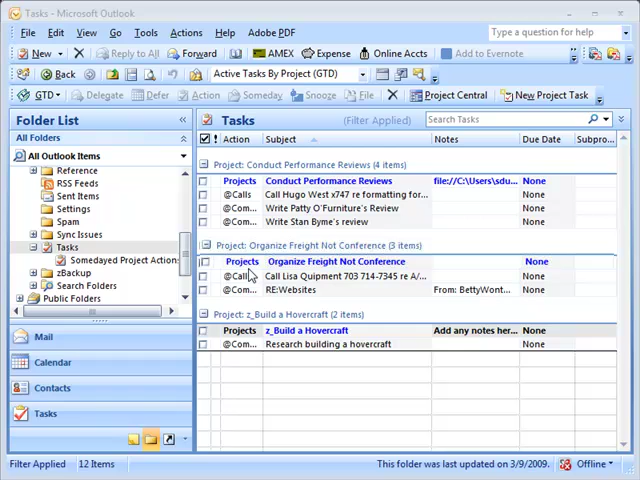 Tasks - Microsoft Outlook
File Edit View Go Tools Actions Help Adobe PDF Type a question for help
New Reply to All Forward AMEX Expense Online Accts Add to Evernote
Back Active Tasks By Project (GTD)
GTD Delegate Defer Action Someday Snooze File Project Central New Project Task
Folder List
All Folders
All Outlook Items
Reference
RSS Feeds
Sent Items
Settings
Spam
Sync Issues
Tasks
Somedayed Project Actions
zBackup
Search Folders
Public Folders
Mail
Calendar
Contacts
Tasks
Tasks (Filter Applied) Search Tasks
! Action Subject Notes Due Date Subpro...
Project: Conduct Performance Reviews (4 items)
Projects Conduct Performance Reviews file://C:\Users\sdu... None
@Calls Call Hugo West x747 re formatting for... None
@Com... Write Patty O'Furniture's Review None
@Com... Write Stan Byme's review None
Project: Organize Freight Not Conference (3 items)
Projects Organize Freight Not Conference None
@Call Call Lisa Quipment 703 714-7345 re A/... None
@Com... RE:Websites From: BettyWont... None
Project: z_Build a Hovercraft (2 items)
Projects z_Build a Hovercraft Add any notes her... None
@Com... Research building a hovercraft None
Filter Applied 12 Items This folder was last updated on 3/9/2009. Offline